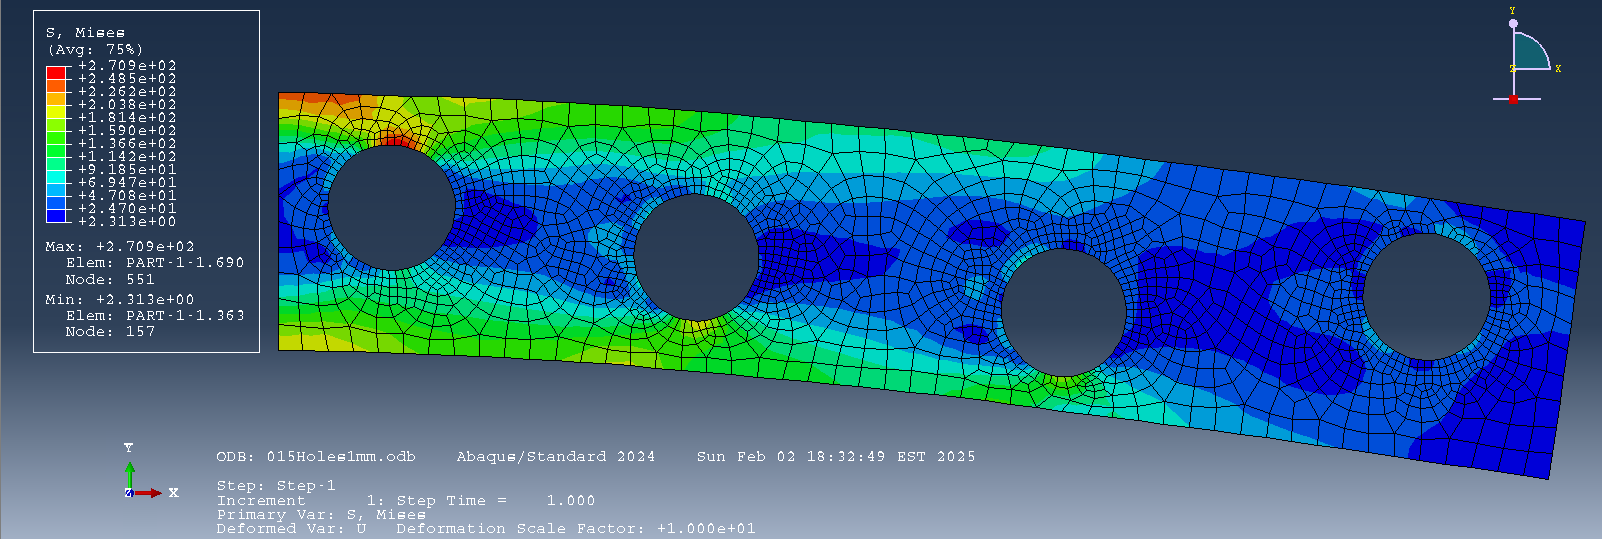 S, Mises
(Avg: 75%)
+2.709e+02
+2.485e+02
+2.262e+02
+2.038e+02
+1.814e+02
+1.590e+02
+1.366e+02
+1.142e+02
+9.185e+01
+6.947e+01
+4.708e+01
+2.470e+01
+2.313e+00
Max: +2.709e+02
Elem: PART-1-1.690
Node: 551
Min: +2.313e+00
Elem: PART-1-1.363
Node: 157
Y
Z
X
Y
Z
X
ODB: 015Holes1mm.odb    Abaqus/Standard 2024    Sun Feb 02 18:32:49 EST 2025
Step: Step-1
Increment      1: Step Time =    1.000
Primary Var: S, Mises
Deformed Var: U   Deformation Scale Factor: +1.000e+01